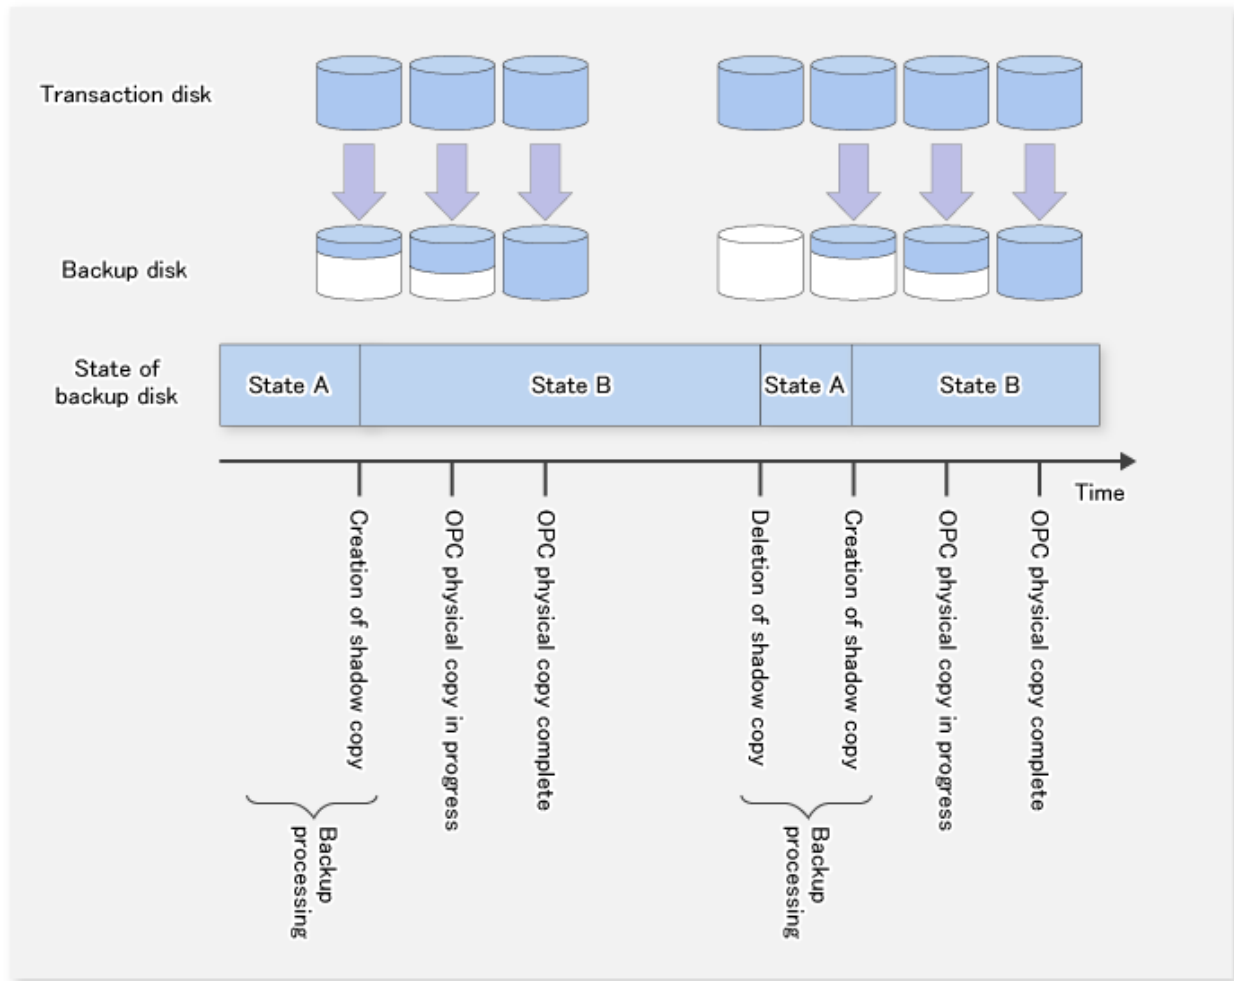 Transaction disk
Backup disk
State of
backup disk
State A
State B
State A
State B
Time
Creation of shadow copy
OPC physical copy in progress
OPC physical copy complete
Deletion of shadow copy
Creation of shadow copy
OPC physical copy in progress
OPC physical copy complete
Backup
processing
Backup
processing